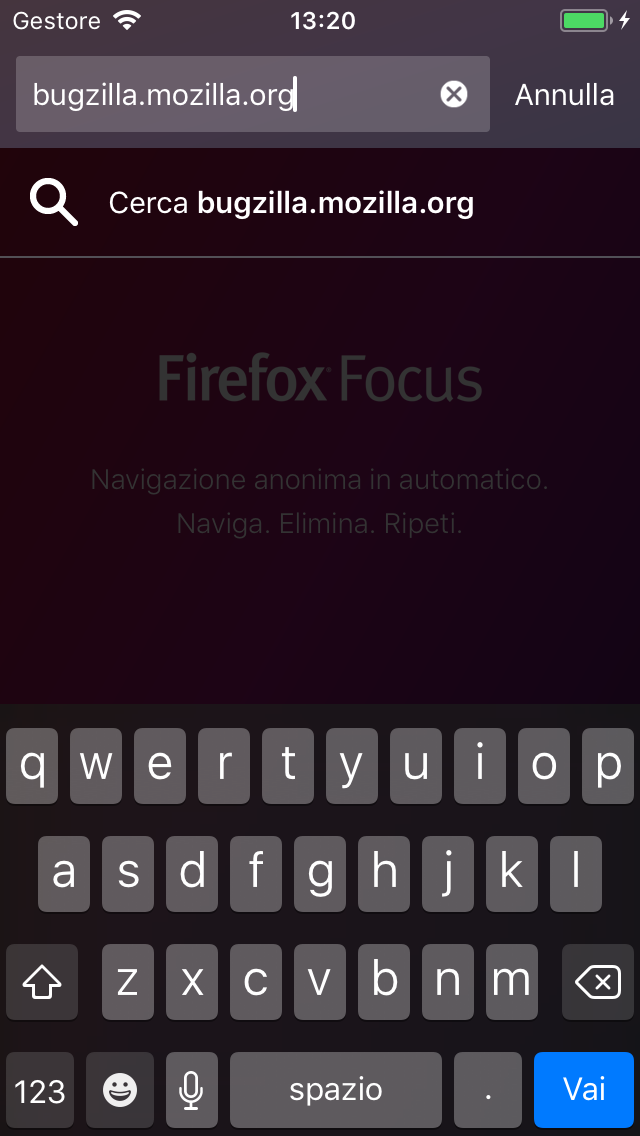 Gestore 13:20
bugzilla.mozilla.org Annulla
Cerca bugzilla.mozilla.org
Firefox Focus
Navigazione anonima in automatico.
Naviga. Elimina. Ripeti.
q w e r t y u i o p
a s d f g h j k l
z x c v b n m
123 spazio . Vai